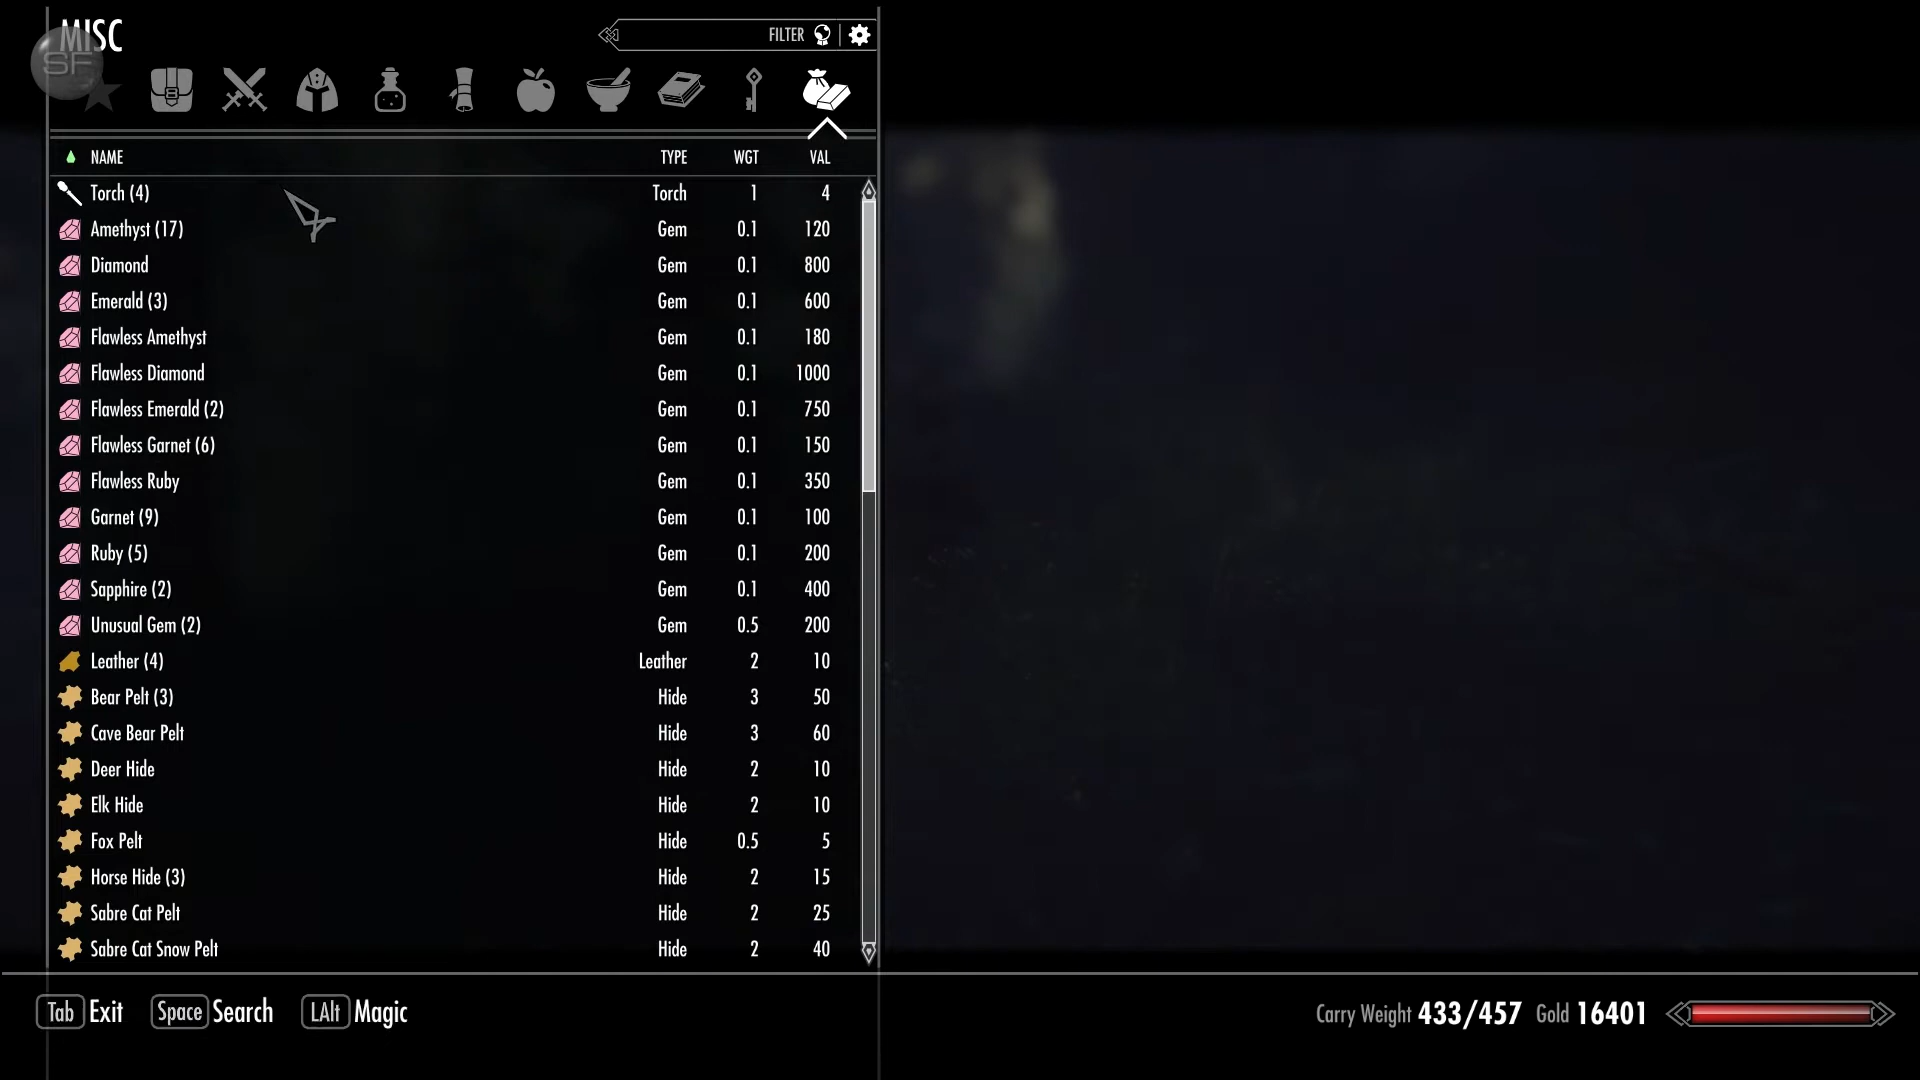 MISC
SF
FILTER
NAME TYPE WGT VAL
Torch (4) Torch 1 4
Amethyst (17) Gem 0.1 120
Diamond Gem 0.1 800
Emerald (3) Gem 0.1 600
Flawless Amethyst Gem 0.1 180
Flawless Diamond Gem 0.1 1000
Flawless Emerald (2) Gem 0.1 750
Flawless Garnet (6) Gem 0.1 150
Flawless Ruby Gem 0.1 350
Garnet (9) Gem 0.1 100
Ruby (5) Gem 0.1 200
Sapphire (2) Gem 0.1 400
Unusual Gem (2) Gem 0.5 200
Leather (4) Leather 2 10
Bear Pelt (3) Hide 3 50
Cave Bear Pelt Hide 3 60
Deer Hide Hide 2 10
Elk Hide Hide 2 10
Fox Pelt Hide 0.5 5
Horse Hide (3) Hide 2 15
Sabre Cat Pelt Hide 2 25
Sabre Cat Snow Pelt Hide 2 40
Tab Exit Space Search LAlt Magic Carry Weight 433/457 Gold 16401